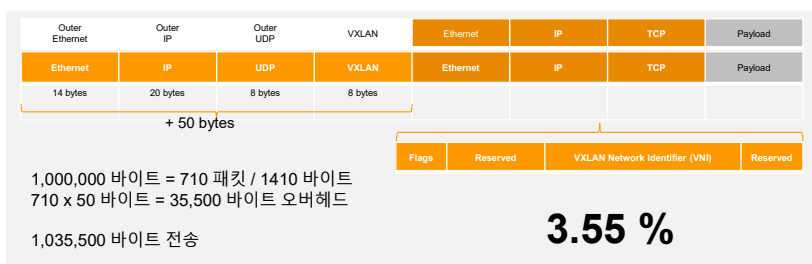 Outer Ethernet Outer IP Outer UDP VXLAN Ethernet IP TCP Payload
Ethernet IP UDP VXLAN Ethernet IP TCP Payload
14 bytes 20 bytes 8 bytes 8 bytes
+ 50 bytes
Flags Reserved VXLAN Network Identifier (VNI) Reserved
1,000,000 바이트 = 710 패킷 / 1410 바이트
710 x 50 바이트 = 35,500 바이트 오버헤드
1,035,500 바이트 전송
3.55 %